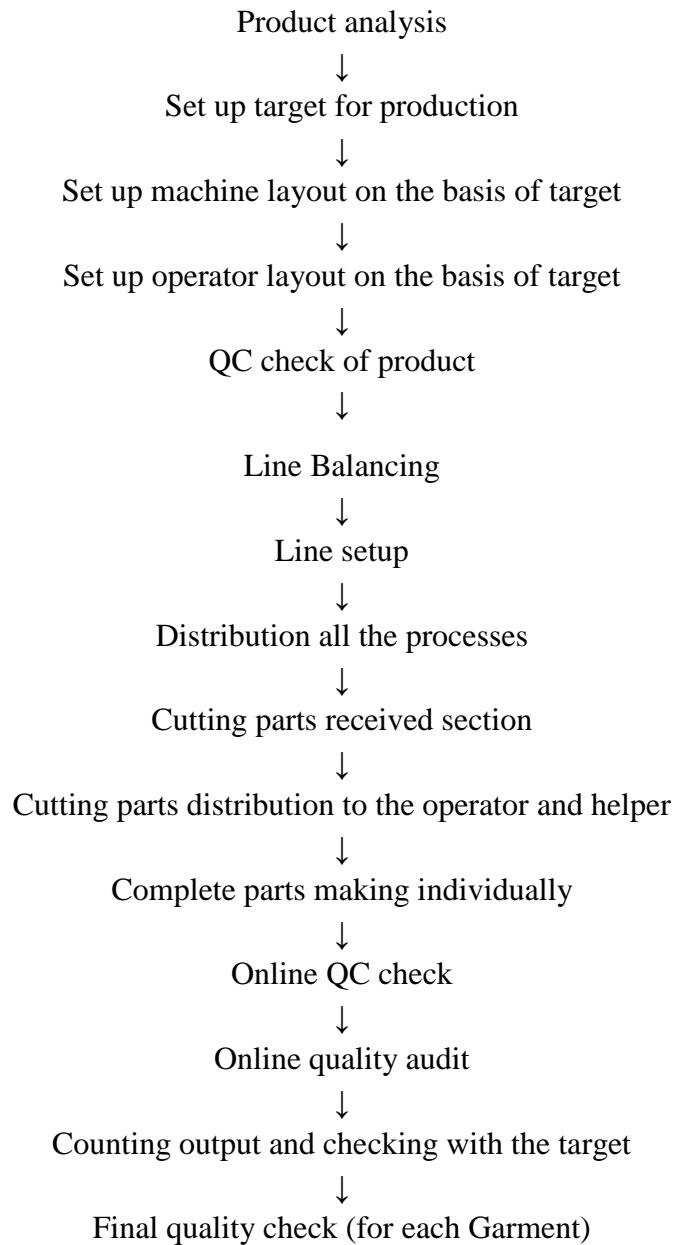 Product analysis
↓
Set up target for production
↓
Set up machine layout on the basis of target
↓
Set up operator layout on the basis of target
↓
QC check of product
↓
Line Balancing
↓
Line setup
↓
Distribution all the processes
↓
Cutting parts received section
↓
Cutting parts distribution to the operator and helper
↓
Complete parts making individually
↓
Online QC check
↓
Online quality audit
↓
Counting output and checking with the target
↓
Final quality check (for each Garment)